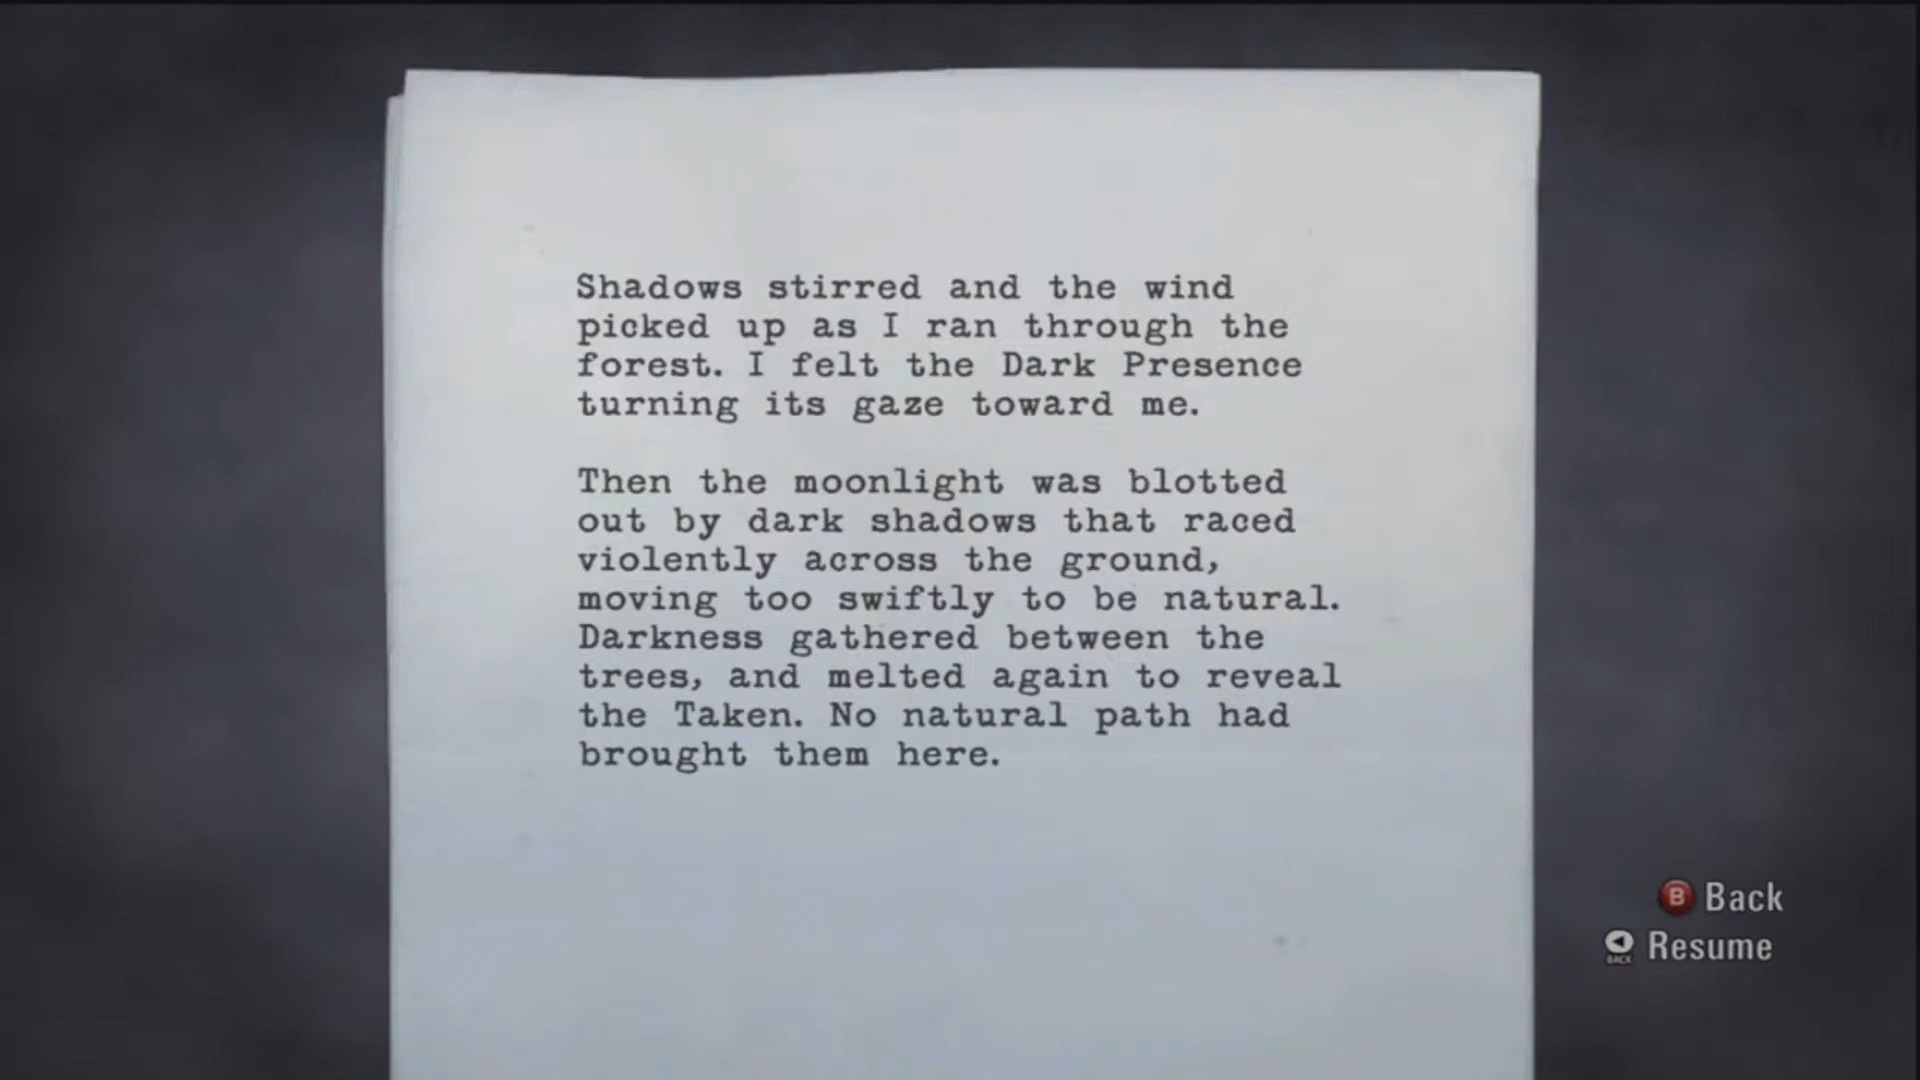 Shadows stirred and the wind
picked up as I ran through the
forest. I felt the Dark Presence
turning its gaze toward me.
Then the moonlight was blotted
out by dark shadows that raced
violently across the ground,
moving too swiftly to be natural.
Darkness gathered between the
trees, and melted again to reveal
the Taken. No natural path had
brought them here.
B Back
BACK Resume